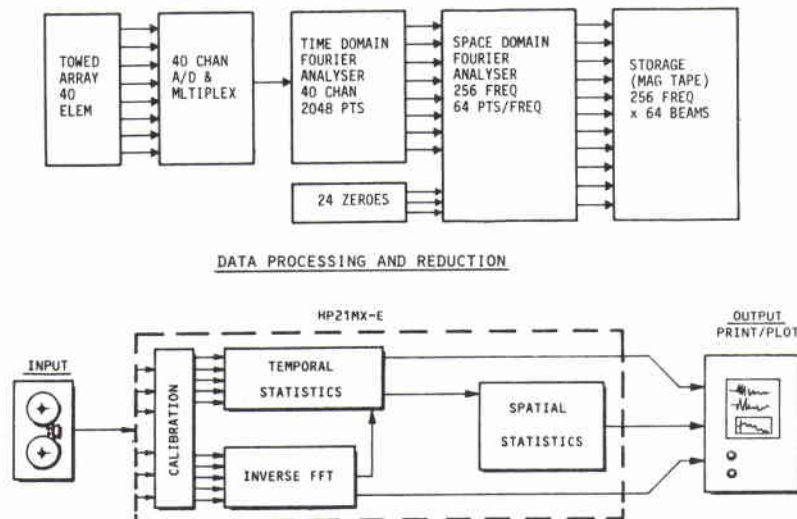 TOWED
ARRAY
40
ELEM
40 CHAN
A/D &
MLTIPLEX
TIME DOMAIN
FOURIER
ANALYSER
40 CHAN
2048 PTS
SPACE DOMAIN
FOURIER
ANALYSER
256 FREQ
64 PTS/FREQ
STORAGE
(MAG TAPE)
256 FREQ
x 64 BEAMS
24 ZEROES
DATA PROCESSING AND REDUCTION
HP21MX-E
INPUT
CALIBRATION
TEMPORAL
STATISTICS
INVERSE FFT
SPATIAL
STATISTICS
OUTPUT
PRINT/PLOT